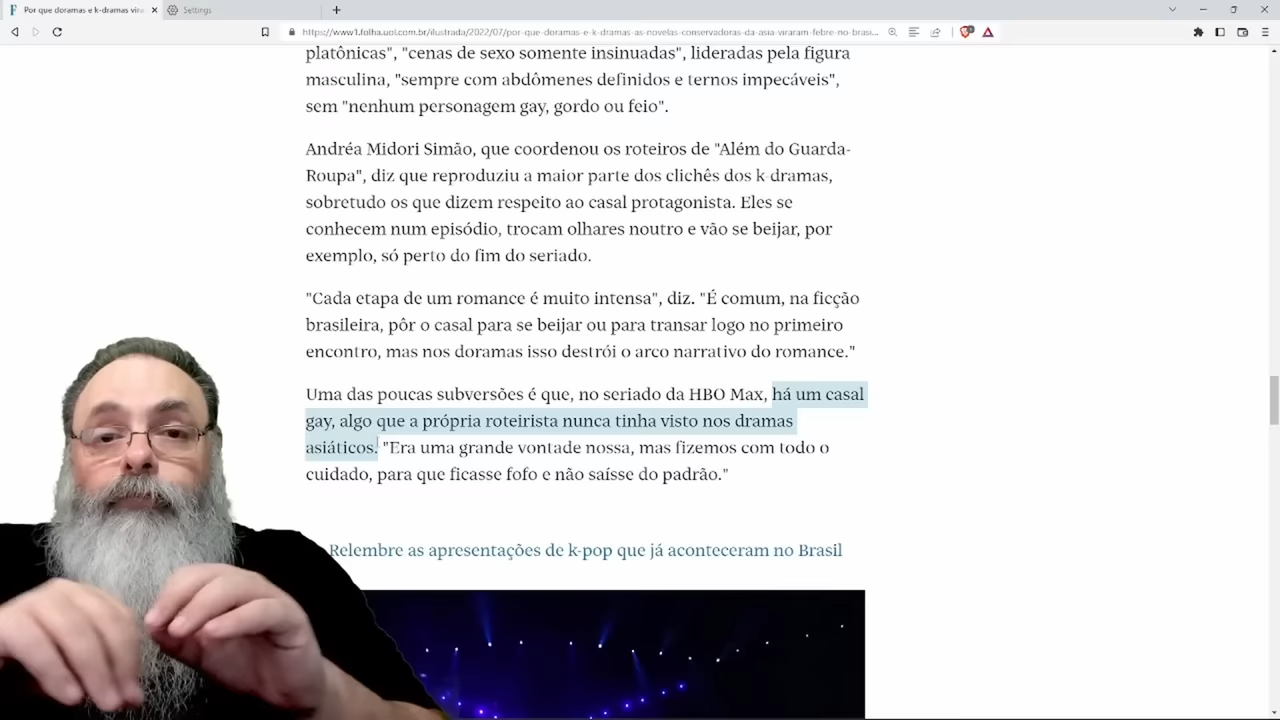 Por que doramas e k-dramas vira
Settings
https://www1.folha.uol.com.br/ilustrada/2022/07/por-que-doramas-e-k-dramas-as-novelas-conservadoras-da-asia-viraram-febre-no-brasi...
platônicas", "cenas de sexo somente insinuadas", lideradas pela figura
masculina, "sempre com abdômenes definidos e ternos impecáveis",
sem "nenhum personagem gay, gordo ou feio".
Andréa Midori Simão, que coordenou os roteiros de "Além do Guarda-
Roupa", diz que reproduziu a maior parte dos clichês dos k-dramas,
sobretudo os que dizem respeito ao casal protagonista. Eles se
conhecem num episódio, trocam olhares noutro e vão se beijar, por
exemplo, só perto do fim do seriado.
"Cada etapa de um romance é muito intensa", diz. "É comum, na ficção
brasileira, pôr o casal para se beijar ou para transar logo no primeiro
encontro, mas nos doramas isso destrói o arco narrativo do romance."
Uma das poucas subversões é que, no seriado da HBO Max, há um casal
gay, algo que a própria roteirista nunca tinha visto nos dramas
asiáticos. "Era uma grande vontade nossa, mas fizemos com todo o
cuidado, para que ficasse fofo e não saísse do padrão."
Relembre as apresentações de k-pop que já aconteceram no Brasil